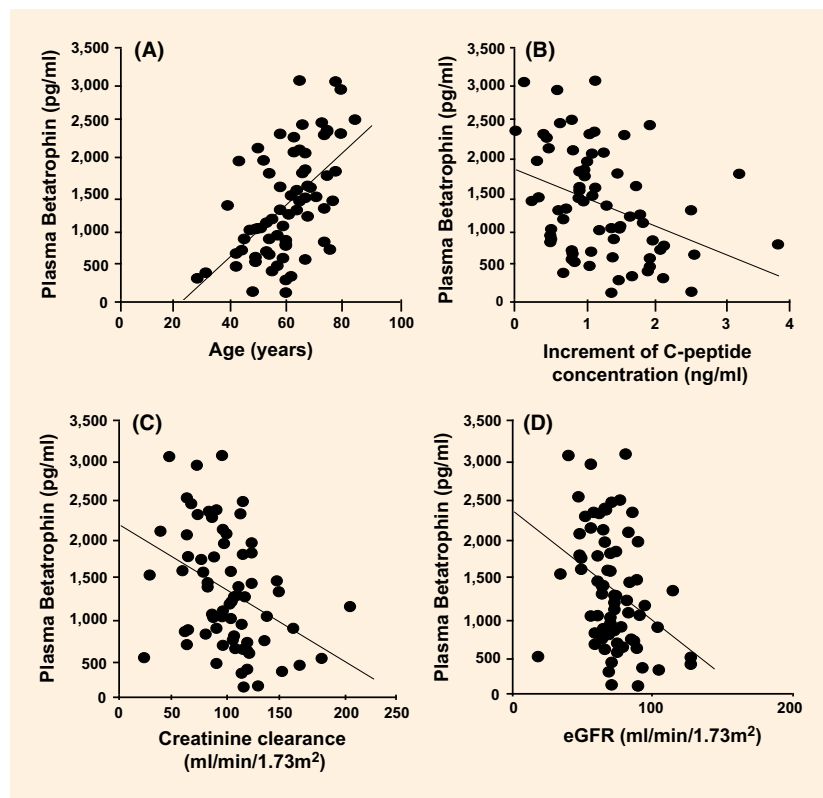 (A)
Plasma Betatrophin (pg/ml)
3,500
3,000
2,500
2,000
1,500
1,000
500
0
0 20 40 60 80 100
Age (years)
(B)
Plasma Betatrophin (pg/ml)
3,500
3,000
2,500
2,000
1,500
1,000
500
0
0 1 2 3 4
Increment of C-peptide
concentration (ng/ml)
(C)
Plasma Betatrophin (pg/ml)
3,500
3,000
2,500
2,000
1,500
1,000
500
0
0 50 100 150 200 250
Creatinine clearance
(ml/min/1.73m²)
(D)
Plasma Betatrophin (pg/ml)
3,500
3,000
2,500
2,000
1,500
1,000
500
0
0 100 200
eGFR (ml/min/1.73m²)